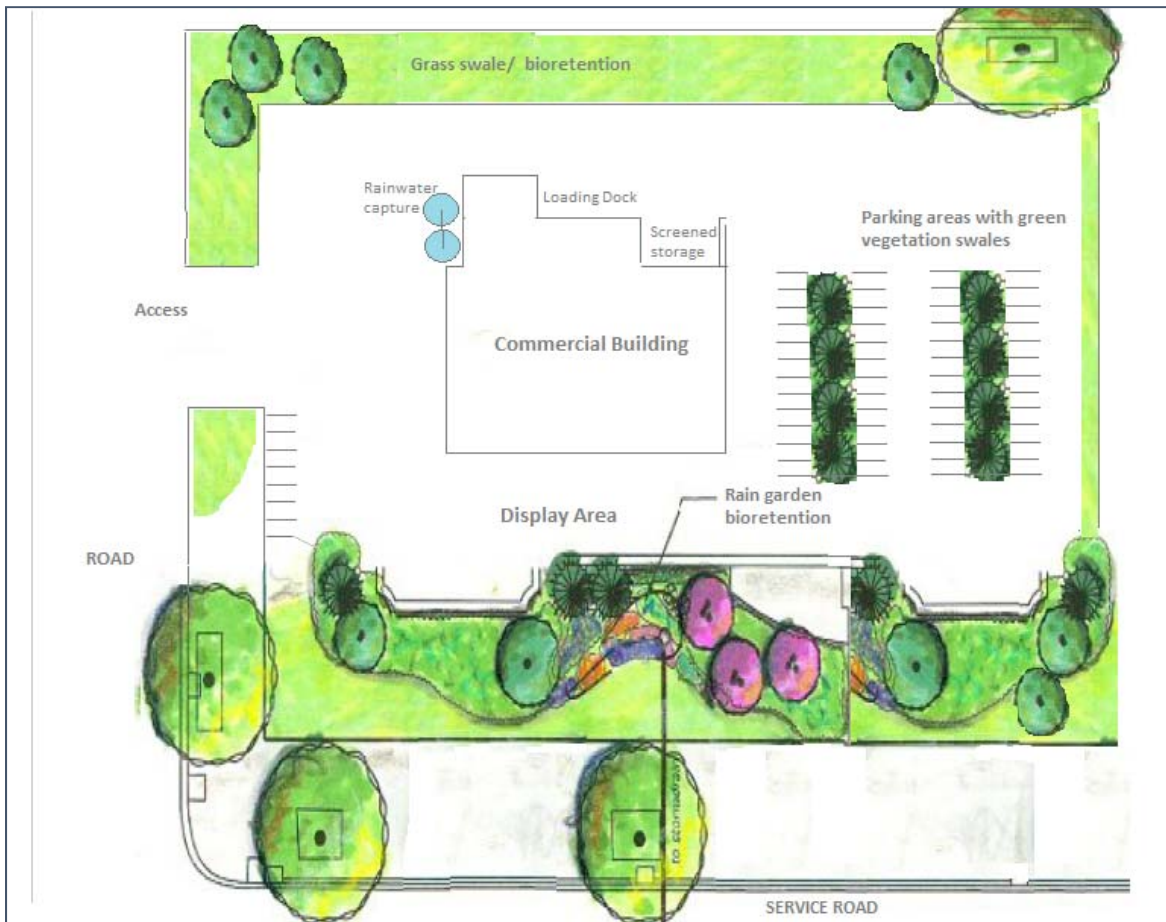 Grass swale/ bioretention
Rainwater
capture
Loading Dock
Screened
storage
Parking areas with green
vegetation swales
Access
Commercial Building
Rain garden
bioretention
Display Area
ROAD
SERVICE ROAD